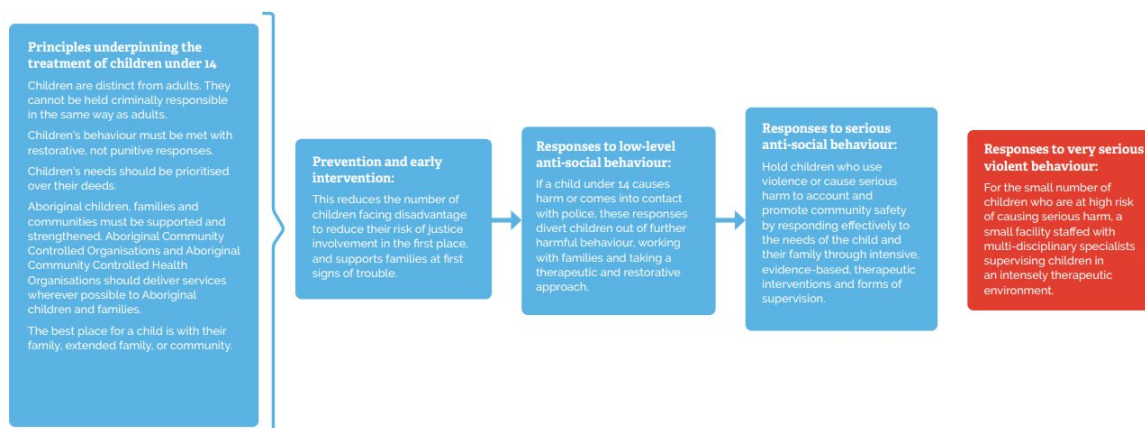 Principles underpinning the
treatment of children under 14
Children are distinct from adults. They
cannot be held criminally responsible
in the same way as adults.
Children's behaviour must be met with
restorative, not punitive responses.
Children's needs should be prioritised
over their deeds.
Aboriginal children, families and
communities must be supported and
strengthened. Aboriginal Community
Controlled Organisations and Aboriginal
Community Controlled Health
Organisations should deliver services
wherever possible to Aboriginal
children and families.
The best place for a child is with their
family, extended family, or community.
Prevention and early
intervention:
This reduces the number of
children facing disadvantage
to reduce their risk of justice
involvement in the first place,
and supports families at first
signs of trouble.
Responses to low-level
anti-social behaviour:
If a child under 14 causes
harm or comes into contact
with police, these responses
divert children out of further
harmful behaviour, working
with families and taking a
therapeutic and restorative
approach.
Responses to serious
anti-social behaviour:
Hold children who use
violence or cause serious
harm to account and
promote community safety
by responding effectively to
the needs of the child and
their family through intensive,
evidence-based, therapeutic
interventions and forms of
supervision.
Responses to very serious
violent behaviour:
For the small number of
children who are at high risk
of causing serious harm, a
small facility staffed with
multi-disciplinary specialists
supervising children in
an intensely therapeutic
environment.